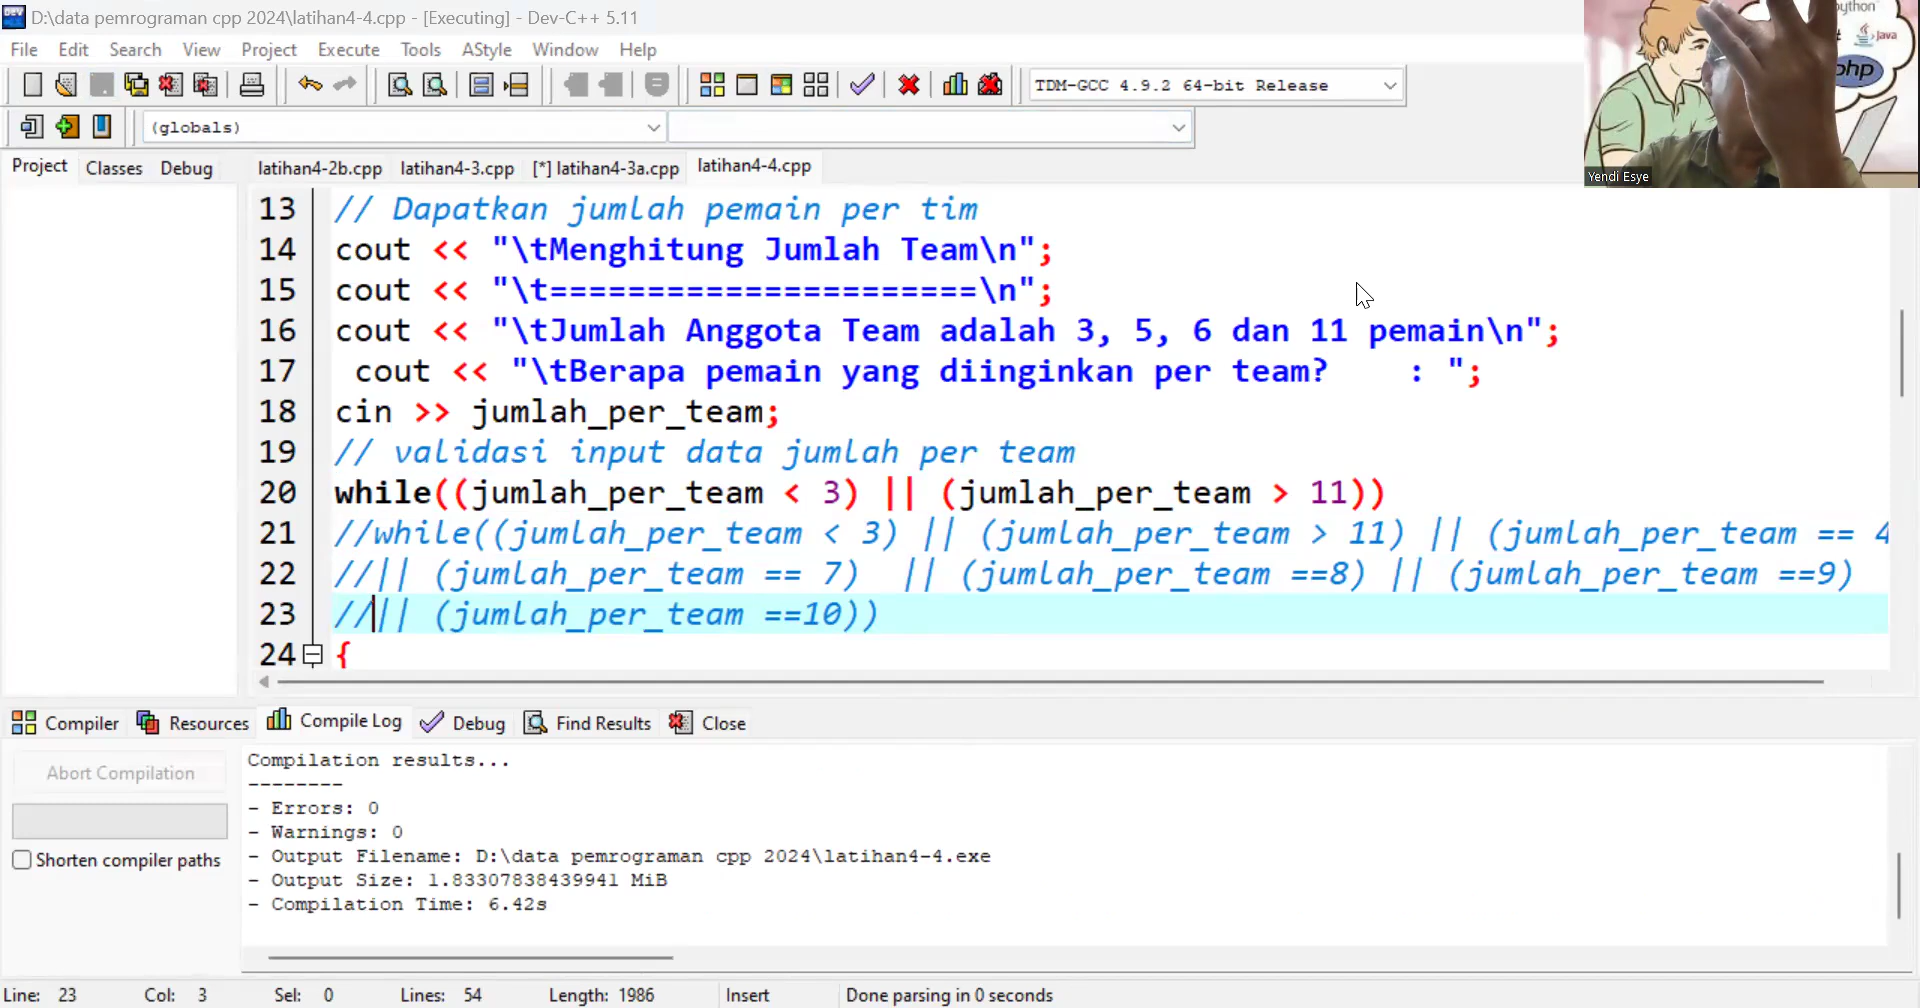 D:\data pemrograman cpp 2024\latihan4-4.cpp - [Executing] - Dev-C++ 5.11
File Edit Search View Project Execute Tools AStyle Window Help
TDM-GCC 4.9.2 64-bit Release
(globals)
Project Classes Debug
latihan4-2b.cpp latihan4-3.cpp [*] latihan4-3a.cpp latihan4-4.cpp
13 // Dapatkan jumlah pemain per tim
14 cout << "\tMenghitung Jumlah Team\n";
15 cout << "\t======================\n";
16 cout << "\tJumlah Anggota Team adalah 3, 5, 6 dan 11 pemain\n";
17 cout << "\tBerapa pemain yang diinginkan per team?    : ";
18 cin >> jumlah_per_team;
19 // validasi input data jumlah per team
20 while((jumlah_per_team < 3) || (jumlah_per_team > 11))
21 //while((jumlah_per_team < 3) || (jumlah_per_team > 11) || (jumlah_per_team == 4
22 //|| (jumlah_per_team == 7)  || (jumlah_per_team ==8) || (jumlah_per_team ==9)
23 //|| (jumlah_per_team ==10))
24 {
Compiler Resources Compile Log Debug Find Results Close
Abort Compilation
Shorten compiler paths
Compilation results...
--------
- Errors: 0
- Warnings: 0
- Output Filename: D:\data pemrograman cpp 2024\latihan4-4.exe
- Output Size: 1.83307838439941 MiB
- Compilation Time: 6.42s
Line: 23 Col: 3 Sel: 0 Lines: 54 Length: 1986 Insert Done parsing in 0 seconds
Java
php
Yendi Esye